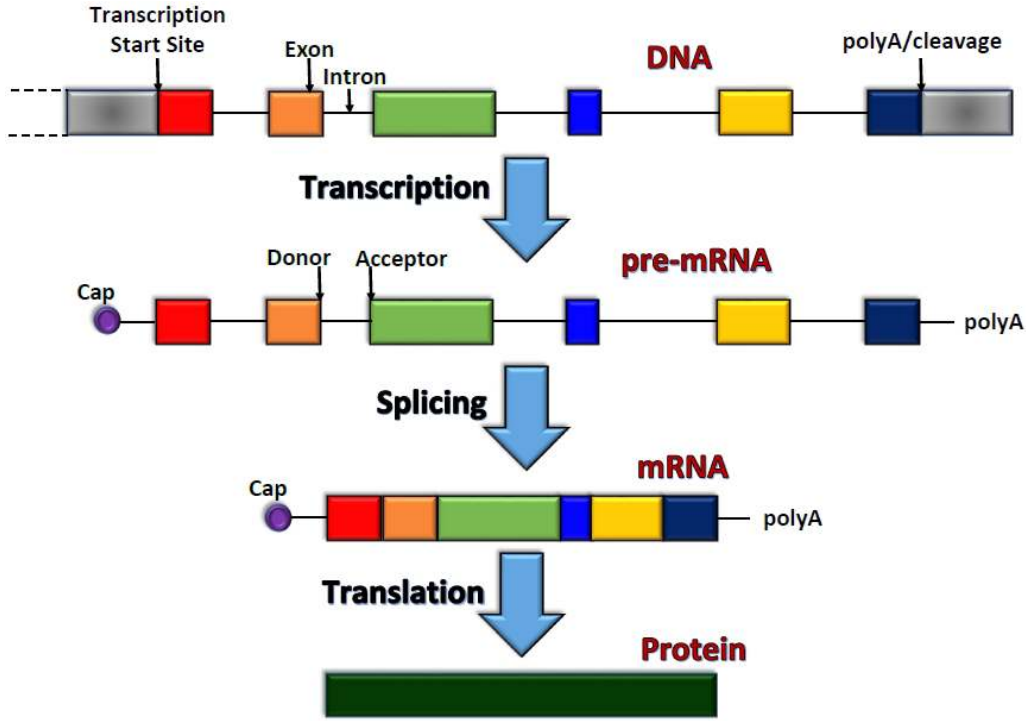 Transcription
Start Site
Exon
Intron
DNA
polyA/cleavage
Transcription
Donor
Acceptor
pre-mRNA
Cap
polyA
Splicing
mRNA
Cap
polyA
Translation
Protein